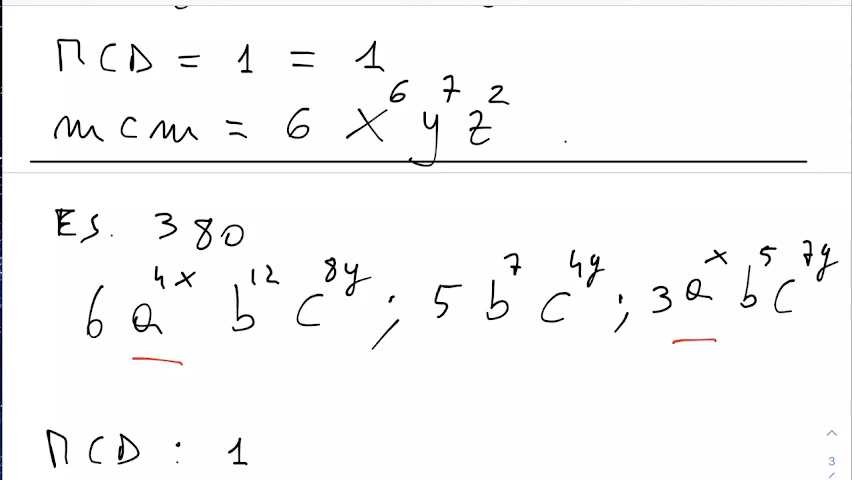 MCD = 1 = 1
mcm = 6 x⁶ y⁷ z²
Es. 380
6 a⁴ˣ b¹² c⁸ʸ ; 5 b⁷ c⁴ʸ ; 3 aˣ b⁵ c⁷ʸ
MCD : 1
3